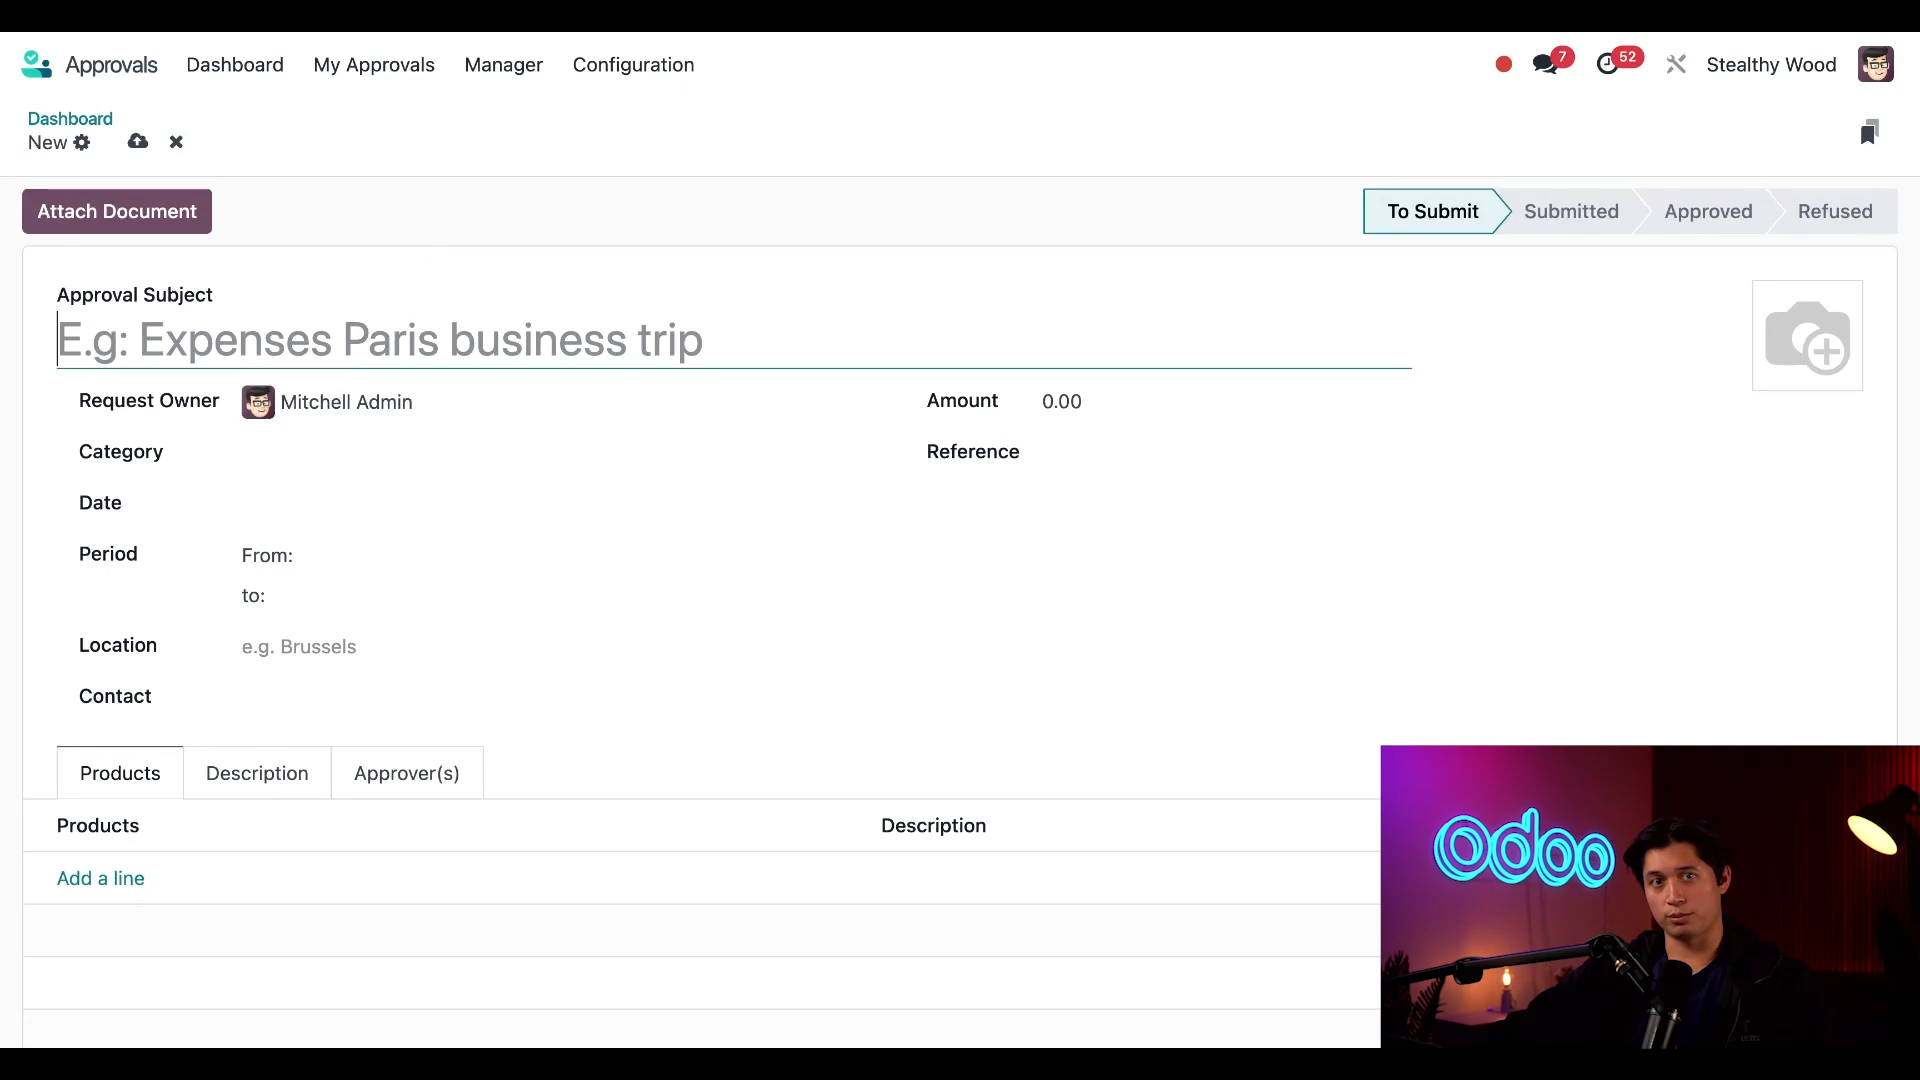 Approvals Dashboard My Approvals Manager Configuration 7 52 Stealthy Wood
Dashboard
New
Attach Document To Submit Submitted Approved Refused
Approval Subject
E.g: Expenses Paris business trip
Request Owner Mitchell Admin Amount 0.00
Category Reference
Date
Period From:
to:
Location e.g. Brussels
Contact
Products Description Approver(s)
Products Description
Add a line
odoo